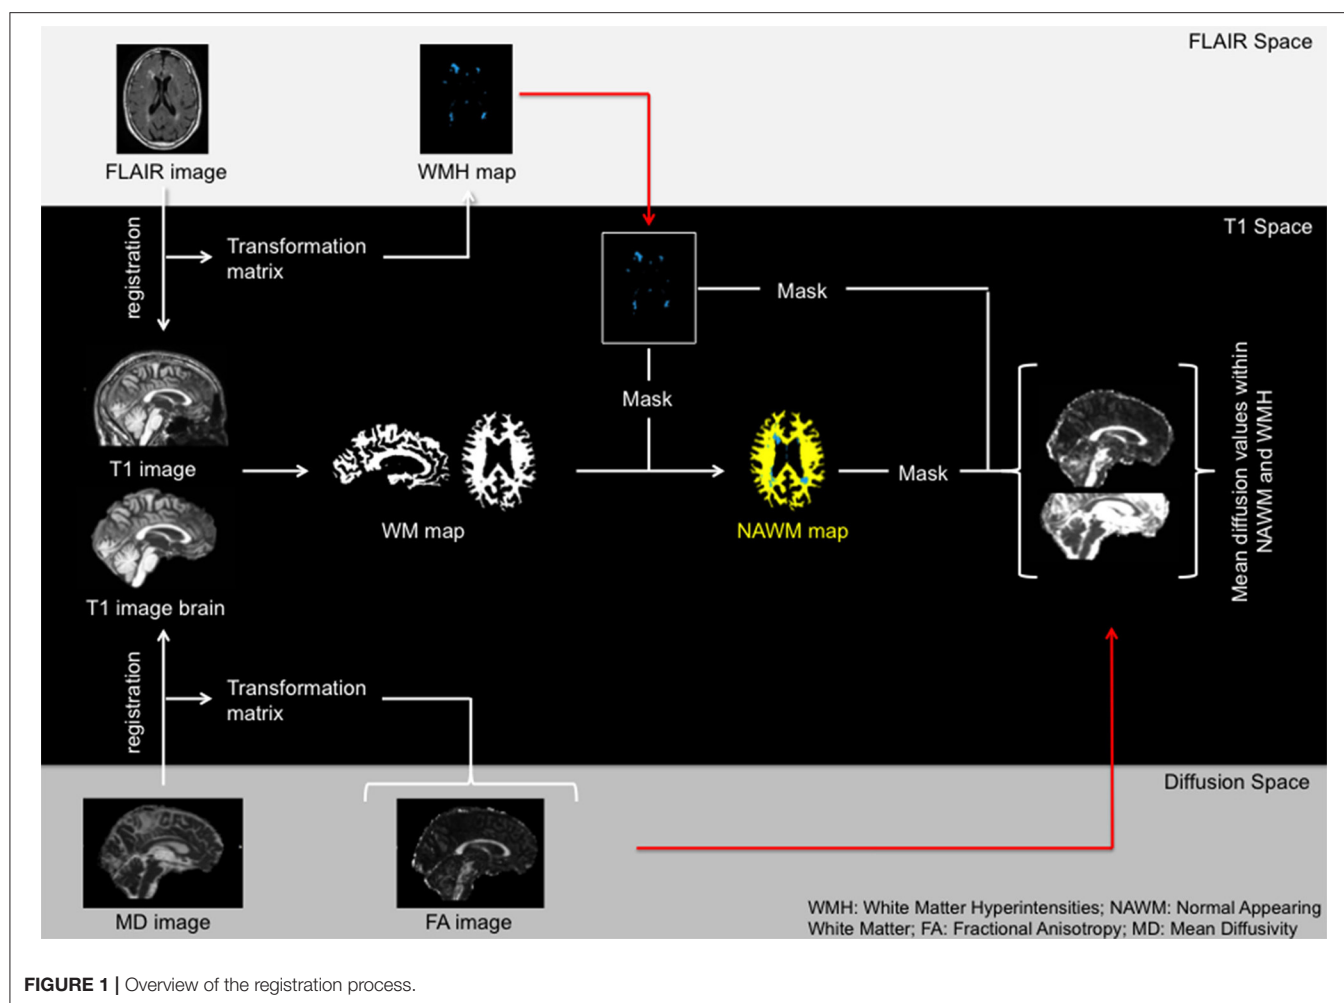 FLAIR Space
FLAIR image
WMH map
T1 Space
registration
Transformation
matrix
Mask
Mask
T1 image
WM map
NAWM map
Mask
Mean diffusion values within
NAWM and WMH
T1 image brain
registration
Transformation
matrix
Diffusion Space
MD image
FA image
WMH: White Matter Hyperintensities; NAWM: Normal Appearing
White Matter; FA: Fractional Anisotropy; MD: Mean Diffusivity
FIGURE 1 | Overview of the registration process.